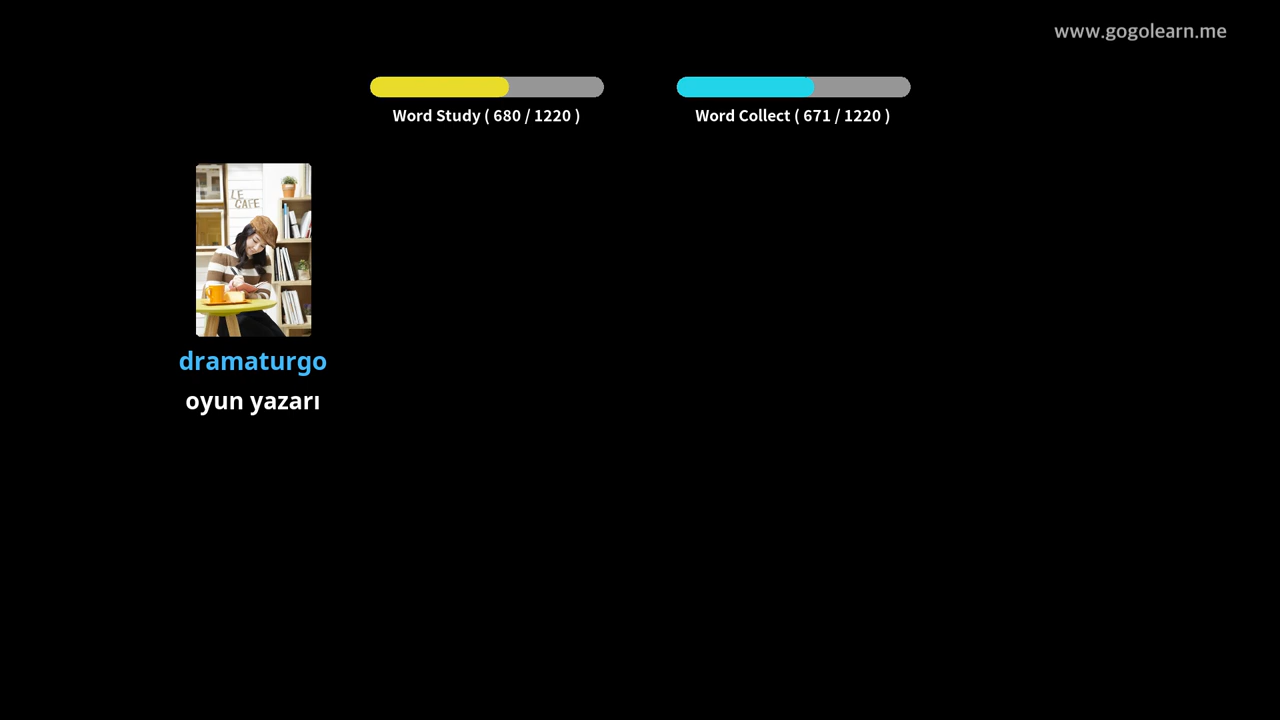 www.gogolearn.me
Word Study ( 680 / 1220 )
Word Collect ( 671 / 1220 )
LE
CAFE
dramaturgo
oyun yazarı